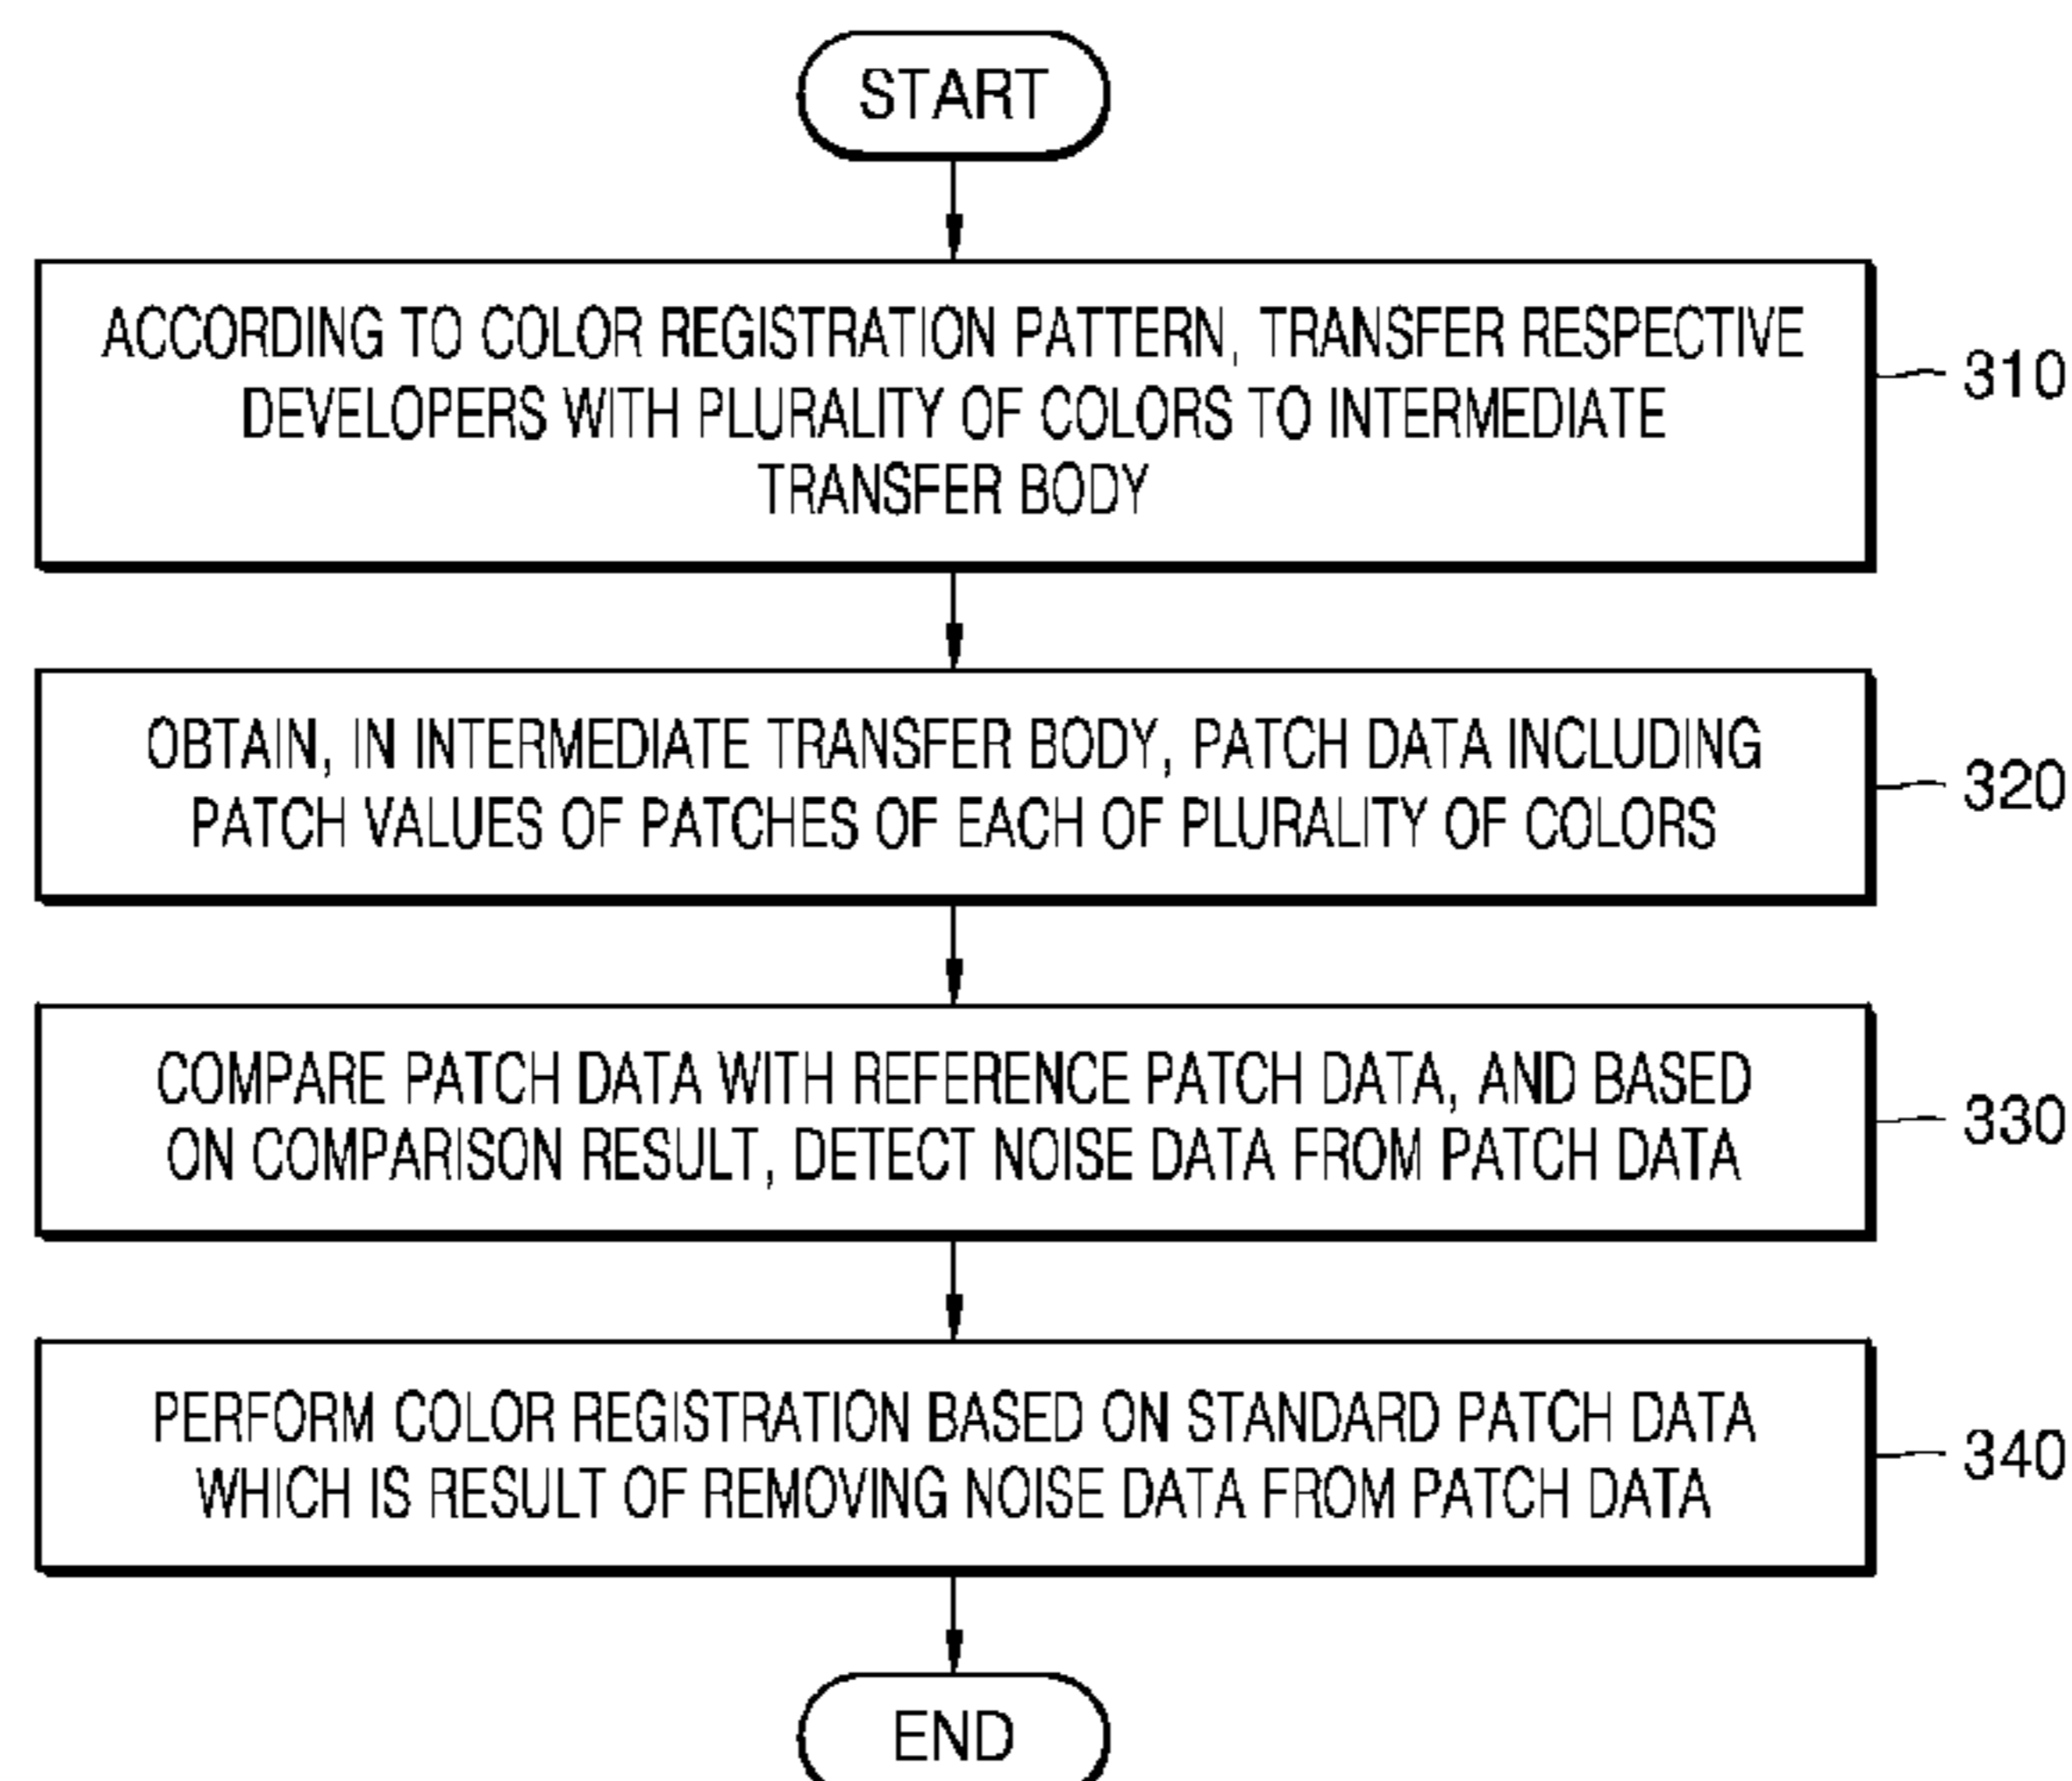 START
ACCORDING TO COLOR REGISTRATION PATTERN, TRANSFER RESPECTIVE
DEVELOPERS WITH PLURALITY OF COLORS TO INTERMEDIATE
TRANSFER BODY
310
OBTAIN, IN INTERMEDIATE TRANSFER BODY, PATCH DATA INCLUDING
PATCH VALUES OF PATCHES OF EACH OF PLURALITY OF COLORS
320
COMPARE PATCH DATA WITH REFERENCE PATCH DATA, AND BASED
ON COMPARISON RESULT, DETECT NOISE DATA FROM PATCH DATA
330
PERFORM COLOR REGISTRATION BASED ON STANDARD PATCH DATA
WHICH IS RESULT OF REMOVING NOISE DATA FROM PATCH DATA
340
END